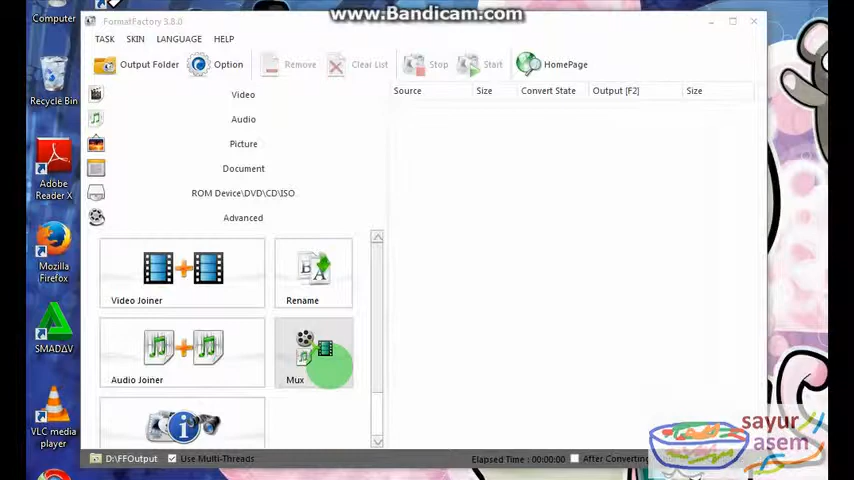 www.Bandicam.com
Computer
FormatFactory 3.8.0
TASK SKIN LANGUAGE HELP
Output Folder Option Remove Clear List Stop Start HomePage
Video
Source Size Convert State Output [F2] Size
Recycle Bin
Audio
Picture
Document
ROM Device\DVD\CD\ISO
Adobe
Reader X
Advanced
Mozilla
Firefox
Video Joiner Rename
SMADAV
Audio Joiner Mux
VLC media
player
sayur
asem
D:\FFOutput Use Multi-Threads Elapsed Time : 00:00:00 After Converting